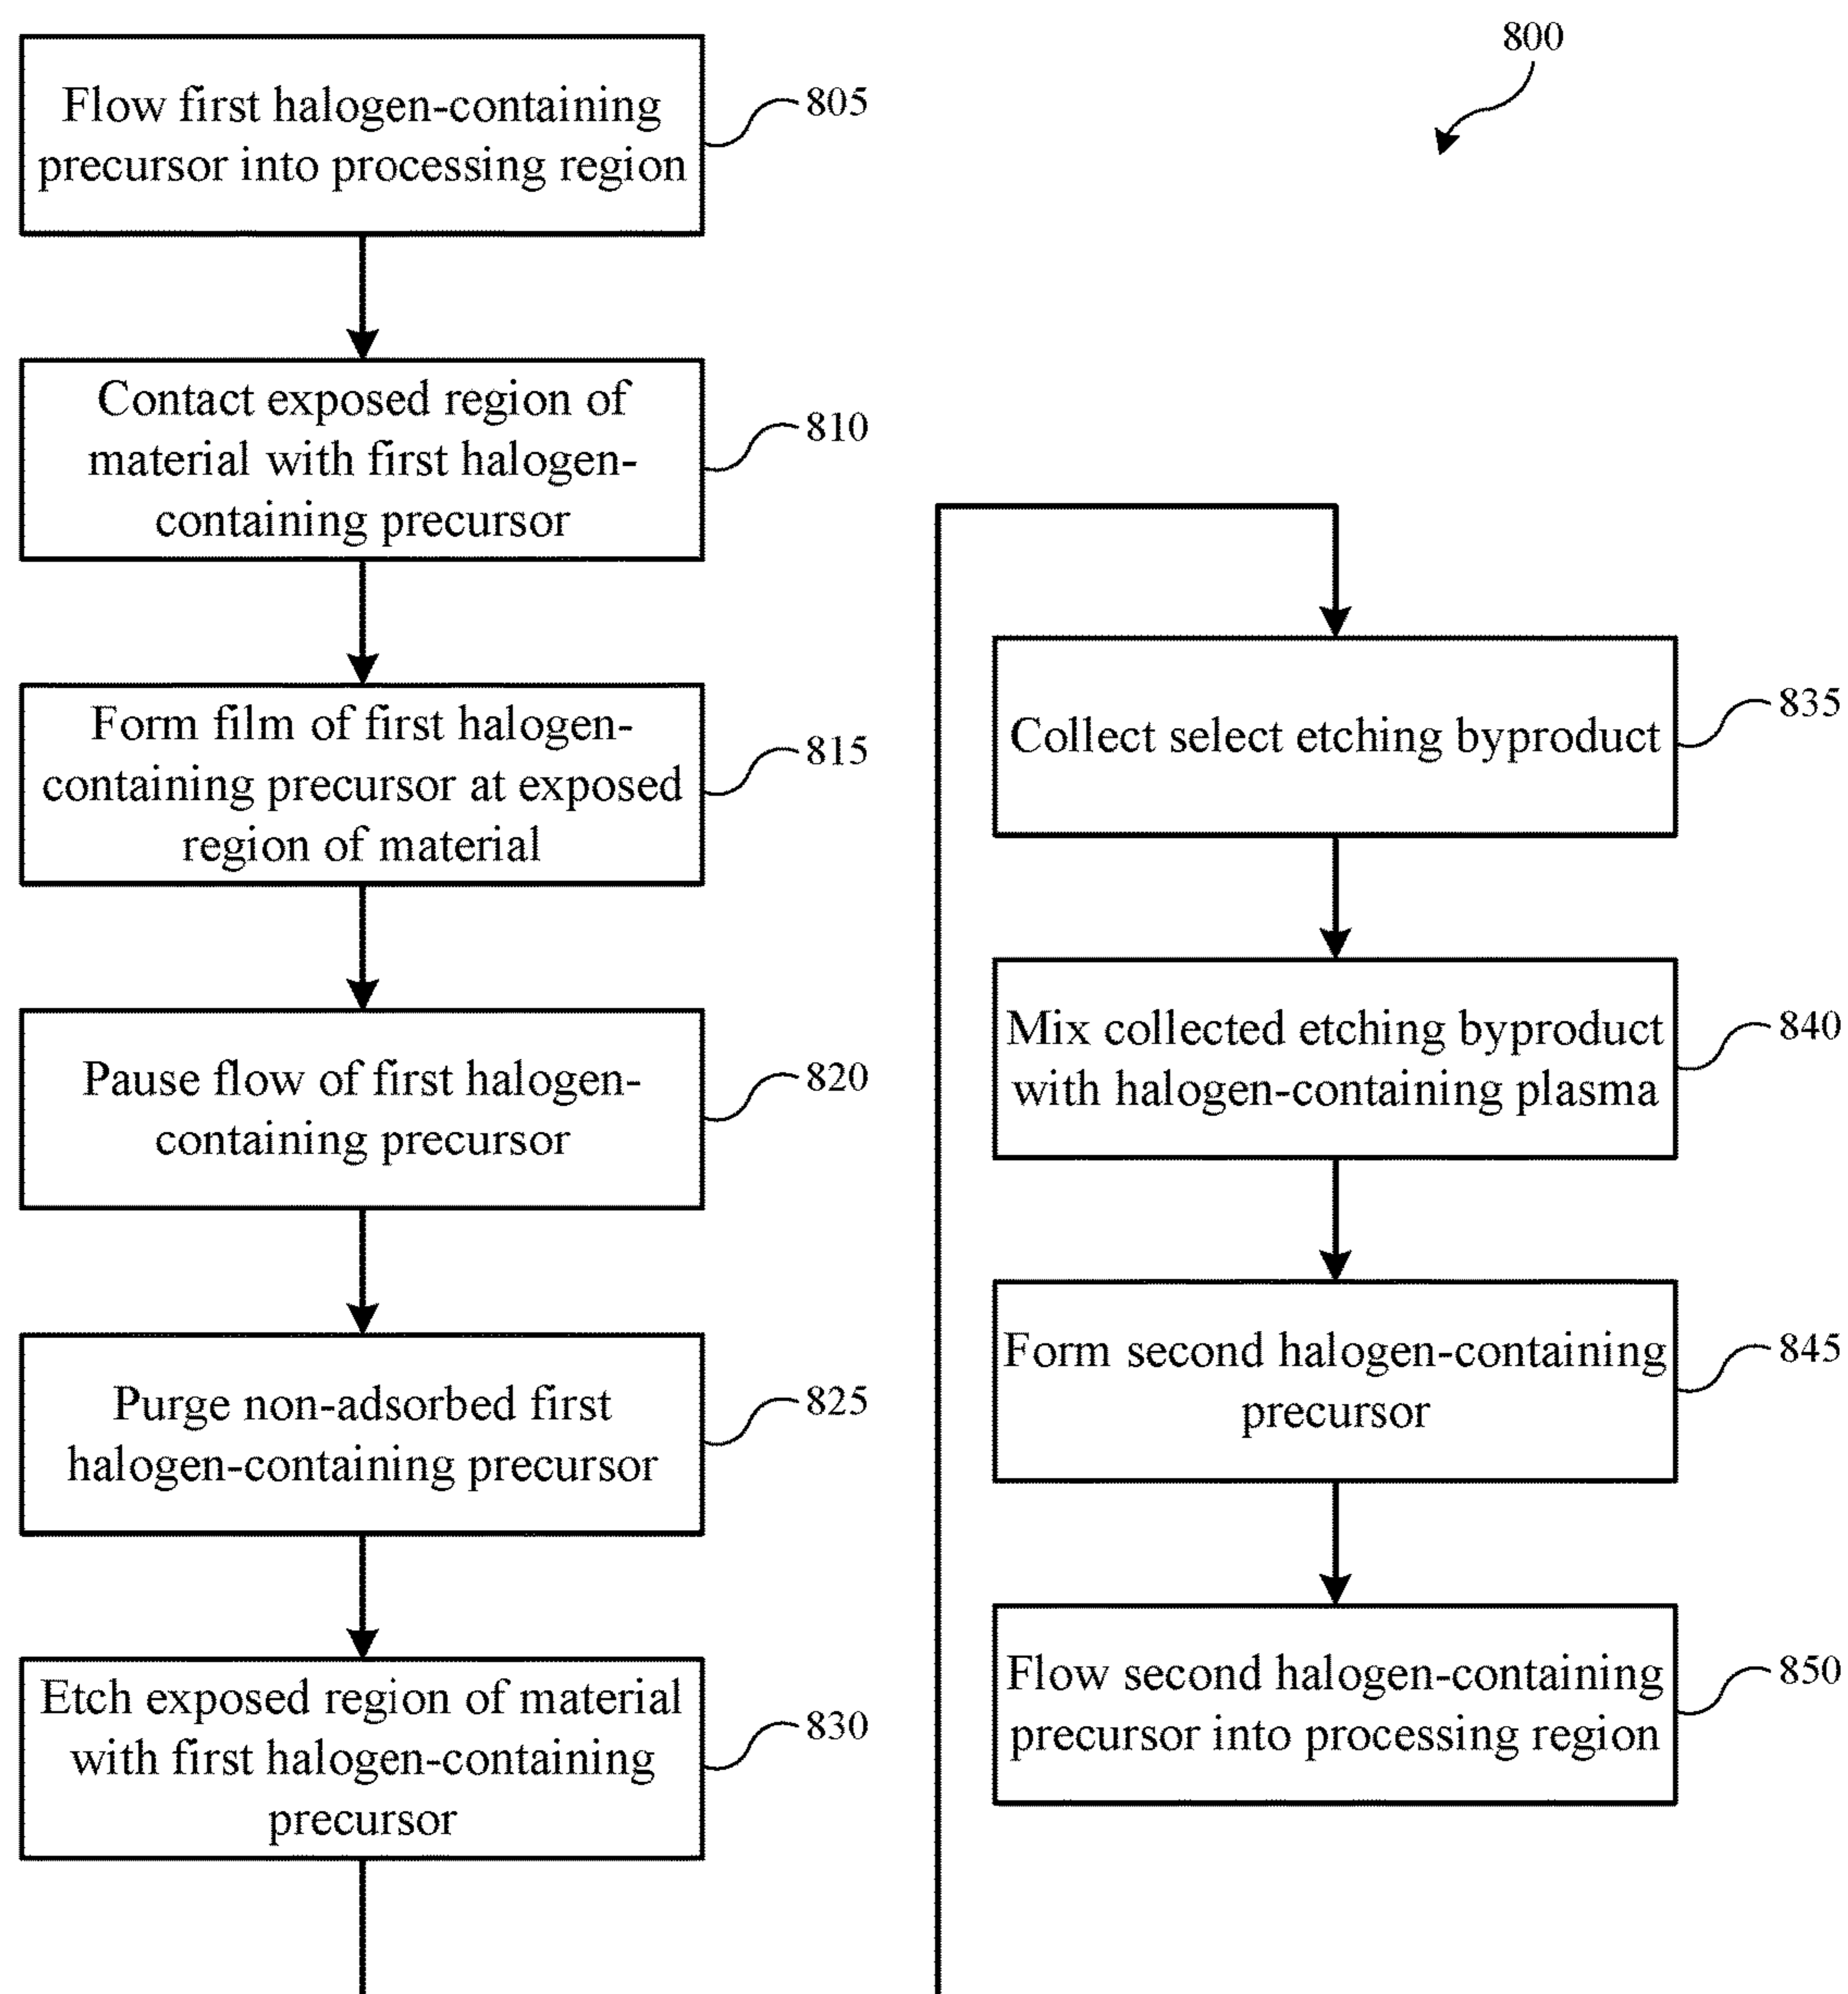 800
Flow first halogen-containing
precursor into processing region
805
Contact exposed region of
material with first halogen-
containing precursor
810
Form film of first halogen-
containing precursor at exposed
region of material
815
Pause flow of first halogen-
containing precursor
820
Purge non-adsorbed first
halogen-containing precursor
825
Etch exposed region of material
with first halogen-containing
precursor
830
Collect select etching byproduct
835
Mix collected etching byproduct
with halogen-containing plasma
840
Form second halogen-containing
precursor
845
Flow second halogen-containing
precursor into processing region
850